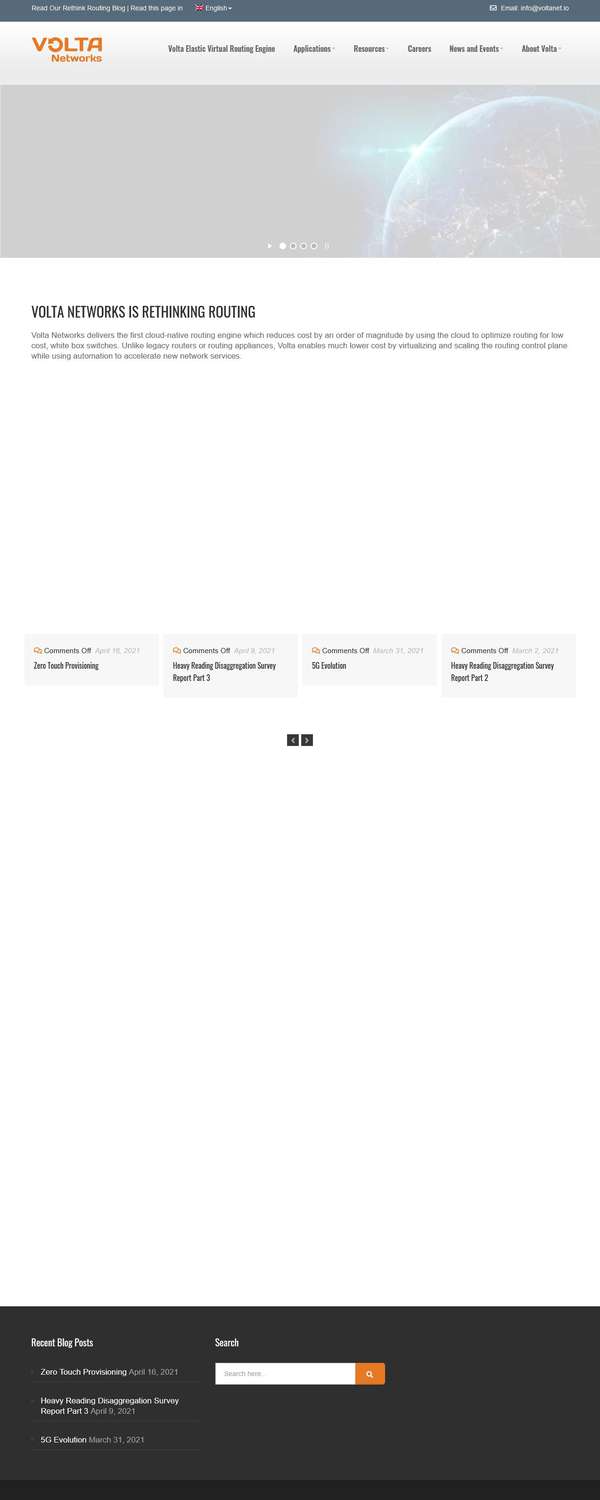 Read Our Rethink Routing Blog | Read this page in English
Email: info@voltanet.io
VOLTA
Networks
Volta Elastic Virtual Routing Engine Applications Resources Careers News and Events About Volta
VOLTA NETWORKS IS RETHINKING ROUTING
Volta Networks delivers the first cloud-native routing engine which reduces cost by an order of magnitude by using the cloud to optimize routing for low
cost, white box switches. Unlike legacy routers or routing appliances, Volta enables much lower cost by virtualizing and scaling the routing control plane
while using automation to accelerate new network services.
Comments Off April 16, 2021
Zero Touch Provisioning
Comments Off April 9, 2021
Heavy Reading Disaggregation Survey
Report Part 3
Comments Off March 31, 2021
5G Evolution
Comments Off March 2, 2021
Heavy Reading Disaggregation Survey
Report Part 2
Recent Blog Posts
Zero Touch Provisioning April 16, 2021
Heavy Reading Disaggregation Survey
Report Part 3 April 9, 2021
5G Evolution March 31, 2021
Search
Search here..